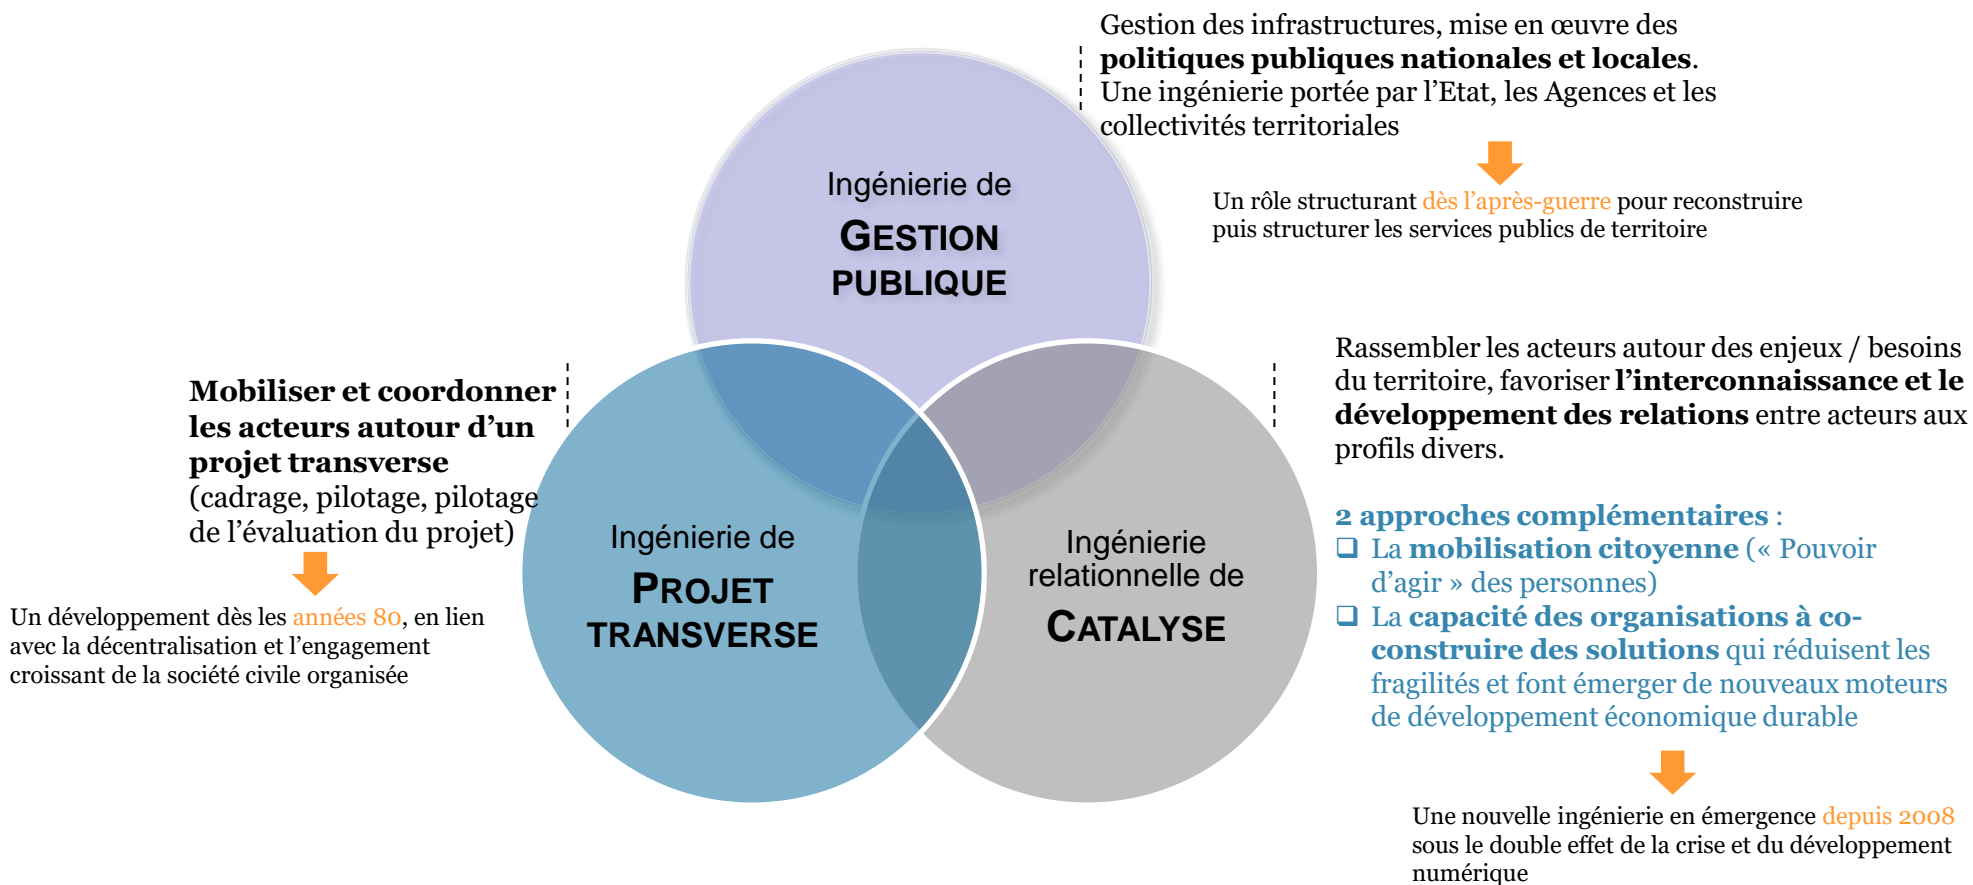 Gestion des infrastructures, mise en œuvre des
politiques publiques nationales et locales.
Une ingénierie portée par l’Etat, les Agences et les
collectivités territoriales
Un rôle structurant dès l’après-guerre pour reconstruire
puis structurer les services publics de territoire
Ingénierie de
GESTION
PUBLIQUE
Mobiliser et coordonner
les acteurs autour d’un
projet transverse
(cadrage, pilotage, pilotage
de l’évaluation du projet)
Un développement dès les années 80, en lien
avec la décentralisation et l’engagement
croissant de la société civile organisée
Ingénierie de
PROJET
TRANSVERSE
Ingénierie
relationnelle de
CATALYSE
Rassembler les acteurs autour des enjeux / besoins
du territoire, favoriser l’interconnaissance et le
développement des relations entre acteurs aux
profils divers.
2 approches complémentaires :
❑ La mobilisation citoyenne (« Pouvoir
d’agir » des personnes)
❑ La capacité des organisations à co-
construire des solutions qui réduisent les
fragilités et font émerger de nouveaux moteurs
de développement économique durable
Une nouvelle ingénierie en émergence depuis 2008
sous le double effet de la crise et du développement
numérique